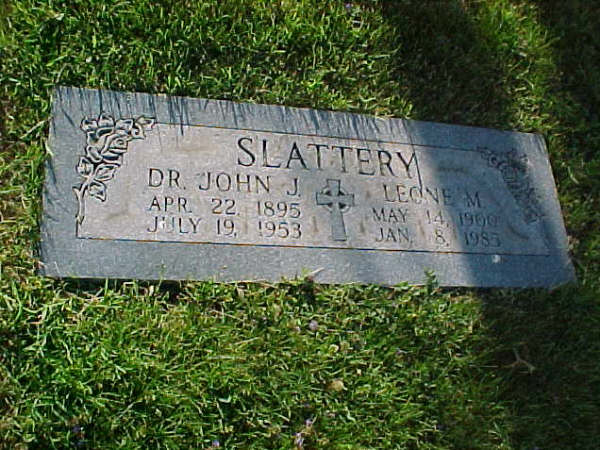 SLATTERY
DR. JOHN J. LEONE M.
APR. 22, 1895 MAY 14, 1900
JULY 19, 1953 JAN. 8, 1985